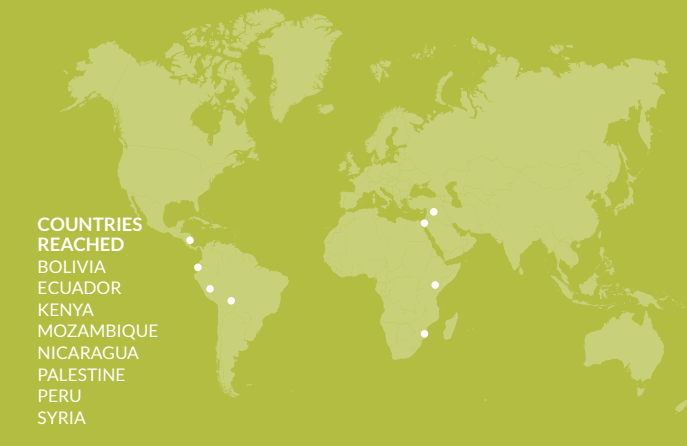 COUNTRIES
REACHED
BOLIVIA
ECUADOR
KENYA
MOZAMBIQUE
NICARAGUA
PALESTINE
PERU
SYRIA